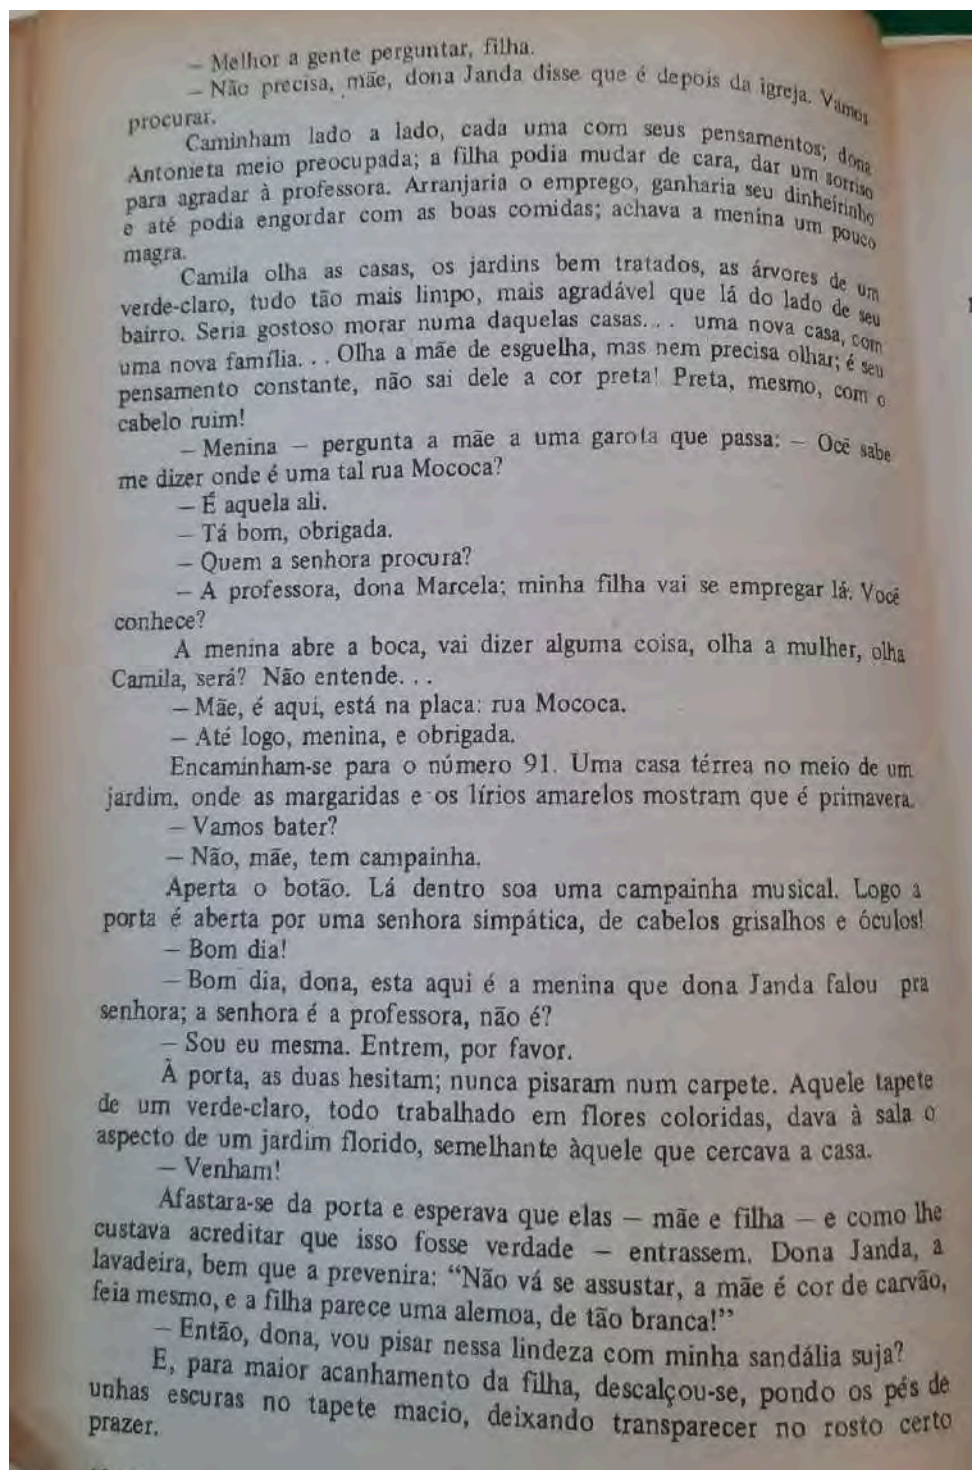 — Melhor a gente perguntar, filha.
— Não precisa, mãe, dona Janda disse que é depois da igreja. Vamos
procurar.
Caminham lado a lado, cada uma com seus pensamentos; dona
Antonieta meio preocupada; a filha podia mudar de cara, dar um sorriso
para agradar à professora. Arranjaria o emprego, ganharia seu dinheirinho
e até podia engordar com as boas comidas; achava a menina um pouco
magra.
Camila olha as casas, os jardins bem tratados, as árvores de um
verde-claro, tudo tão mais limpo, mais agradável que lá do lado de seu
bairro. Seria gostoso morar numa daquelas casas. . . uma nova casa, com
uma nova família. . . Olha a mãe de esguelha, mas nem precisa olhar; é seu
pensamento constante, não sai dele a cor preta! Preta, mesmo, com o
cabelo ruim!
— Menina — pergunta a mãe a uma garota que passa: — Ocê sabe
me dizer onde é uma tal rua Mococa?
— É aquela ali.
— Tá bom, obrigada.
— Quem a senhora procura?
— A professora, dona Marcela; minha filha vai se empregar lá. Você
conhece?
A menina abre a boca, vai dizer alguma coisa, olha a mulher, olha
Camila, será? Não entende. . .
— Mãe, é aqui, está na placa: rua Mococa.
— Até logo, menina, e obrigada.
Encaminham-se para o número 91. Uma casa térrea no meio de um
jardim, onde as margaridas e os lírios amarelos mostram que é primavera.
— Vamos bater?
— Não, mãe, tem campainha.
Aperta o botão. Lá dentro soa uma campainha musical. Logo a
porta é aberta por uma senhora simpática, de cabelos grisalhos e óculos!
— Bom dia!
— Bom dia, dona, esta aqui é a menina que dona Janda falou pra
senhora; a senhora é a professora, não é?
— Sou eu mesma. Entrem, por favor.
À porta, as duas hesitam; nunca pisaram num carpete. Aquele tapete
de um verde-claro, todo trabalhado em flores coloridas, dava à sala o
aspecto de um jardim florido, semelhante àquele que cercava a casa.
— Venham!
Afastara-se da porta e esperava que elas — mãe e filha — e como lhe
custava acreditar que isso fosse verdade — entrassem. Dona Janda, a
lavadeira, bem que a prevenira: “Não vá se assustar, a mãe é cor de carvão,
feia mesmo, e a filha parece uma alemoa, de tão branca!”
— Então, dona, vou pisar nessa lindeza com minha sandália suja?
E, para maior acanhamento da filha, descalçou-se, pondo os pés de
unhas escuras no tapete macio, deixando transparecer no rosto certo
prazer.